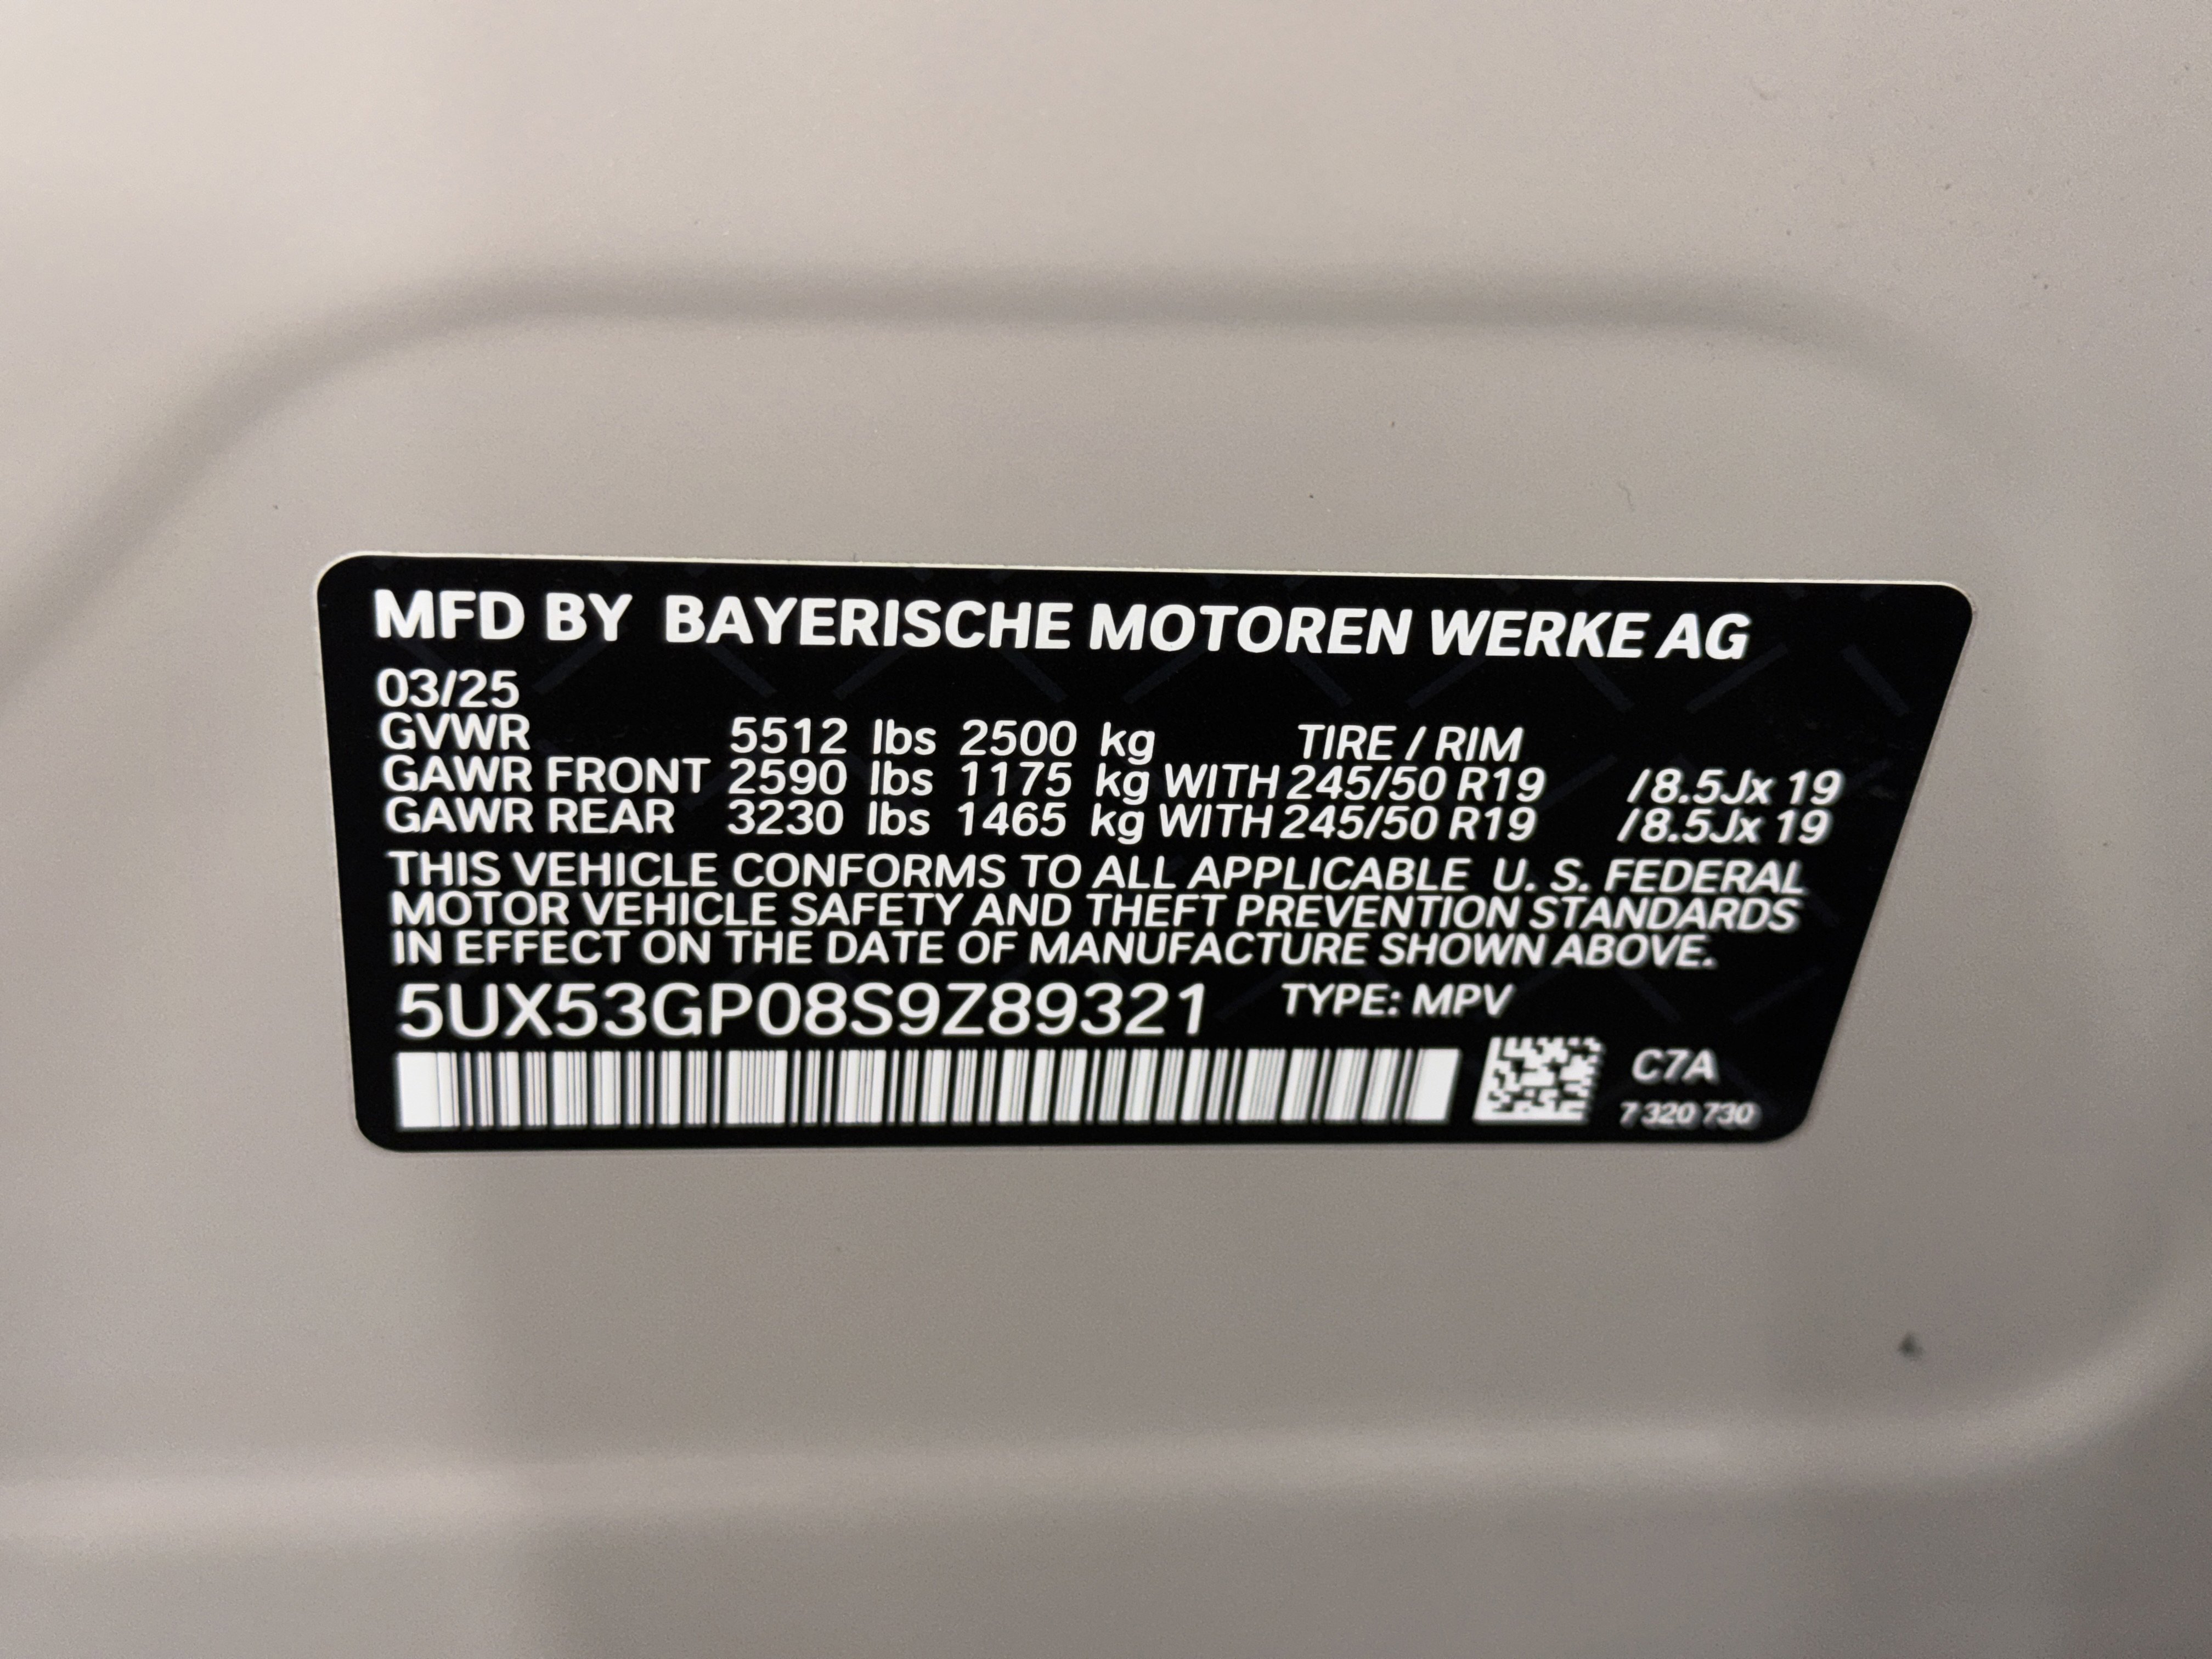 MFD BY BAYERISCHE MOTOREN WERKE AG
03/25
GVWR 5512 lbs 2500 kg TIRE / RIM
GAWR FRONT 2590 lbs 1175 kg WITH 245/50 R19 /8.5Jx 19
GAWR REAR 3230 lbs 1465 kg WITH 245/50 R19 /8.5Jx 19
THIS VEHICLE CONFORMS TO ALL APPLICABLE U. S. FEDERAL
MOTOR VEHICLE SAFETY AND THEFT PREVENTION STANDARDS
IN EFFECT ON THE DATE OF MANUFACTURE SHOWN ABOVE.
5UX53GP08S9Z89321 TYPE: MPV
C7A
7 320 730